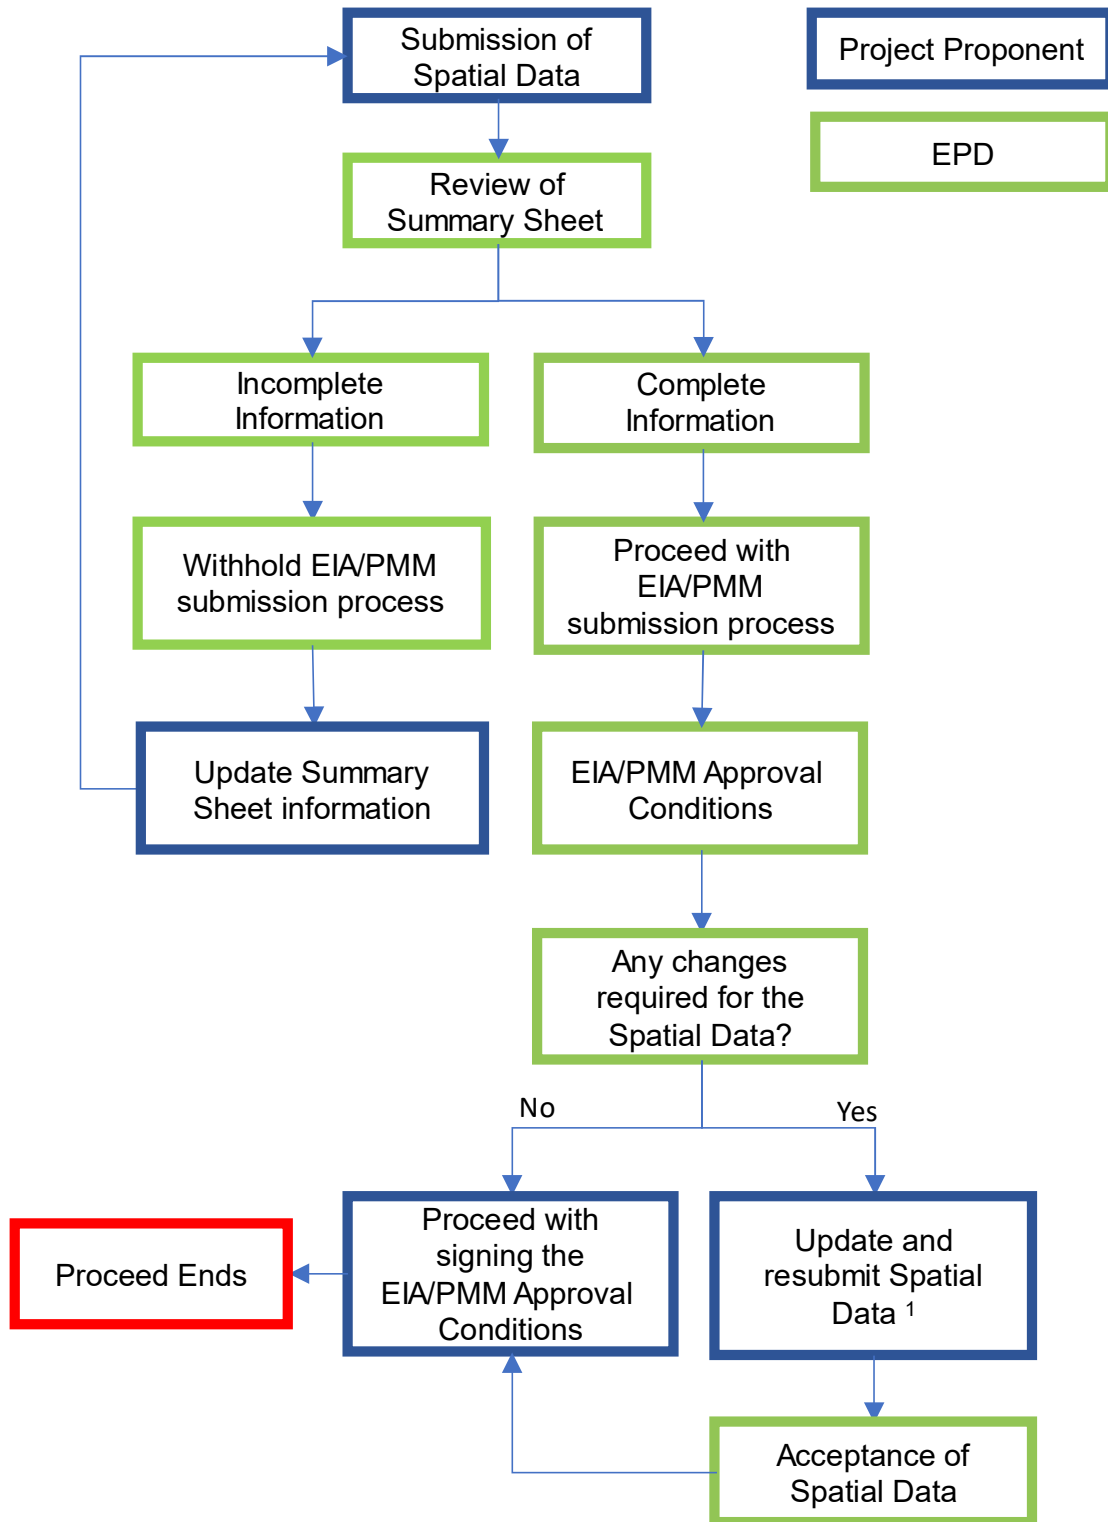 Submission of
Spatial Data
Project Proponent
EPD
Review of
Summary Sheet
Incomplete
Information
Complete
Information
Withhold EIA/PMM
submission process
Proceed with
EIA/PMM
submission process
Update Summary
Sheet information
EIA/PMM Approval
Conditions
Any changes
required for the
Spatial Data?
No
Yes
Proceed Ends
Proceed with
signing the
EIA/PMM Approval
Conditions
Update and
resubmit Spatial
Data ¹
Acceptance of
Spatial Data